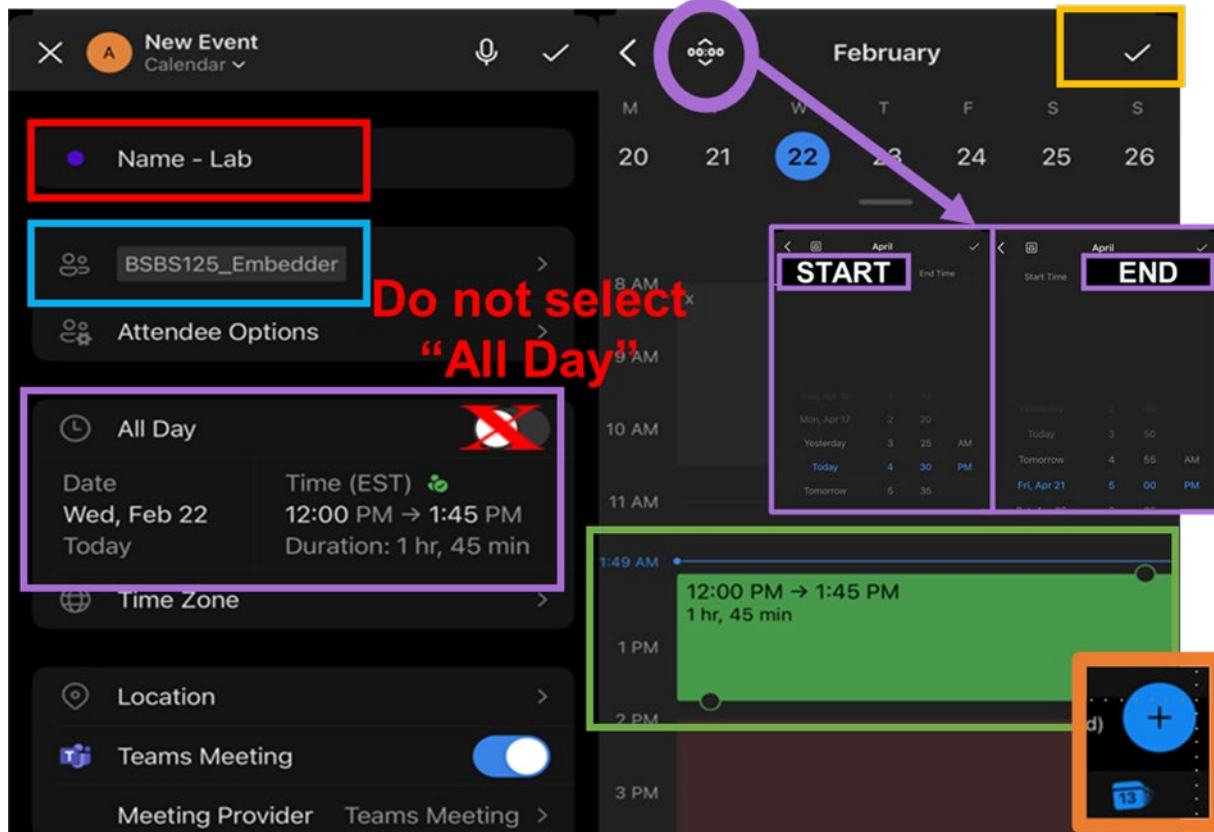 New Event
Calendar
A
Name - Lab
BSBS125_Embedder
Attendee Options
Do not select
“All Day”
All Day
Date
Wed, Feb 22
Today
Time (EST)
12:00 PM → 1:45 PM
Duration: 1 hr, 45 min
Time Zone
Location
Teams Meeting
Meeting Provider Teams Meeting
00:00
February
M W T F S S
20 21 22 23 24 25 26
8 AM
x
9 AM
10 AM
11 AM
1:49 AM
12:00 PM → 1:45 PM
1 hr, 45 min
1 PM
2 PM
3 PM
April
START End Time
Mon, Apr 17 2 20
Yesterday 3 25 AM
Today 4 30 PM
Tomorrow 5 35
April
Start Time END
Today 3 50
Tomorrow 4 55 AM
Fri, Apr 21 5 00 PM
d)
13